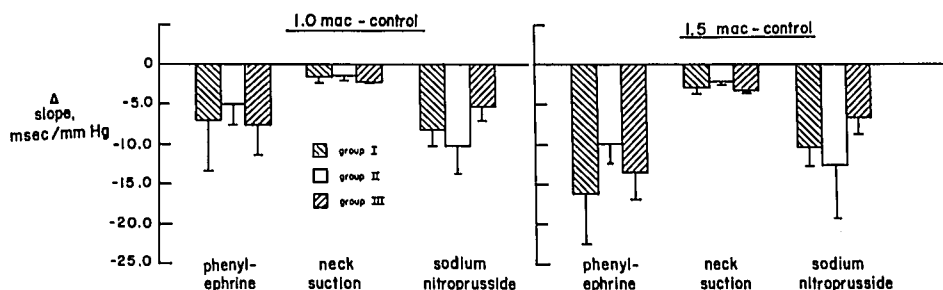 1.0 mac - control
1.5 mac - control
Δ
slope,
msec/mm Hg
0
-5.0
-10.0
-15.0
-20.0
-25.0
group I
group II
group III
phenyl-
ephrine
neck
suction
sodium
nitroprusside
phenyl-
ephrine
neck
suction
sodium
nitroprusside